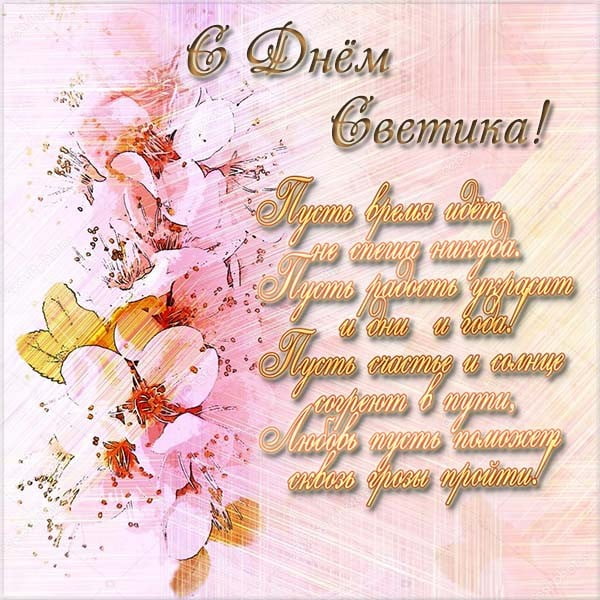 С Днём
Светика!
Пусть время идёт,
не спеша никуда.
Пусть радость украсит
и дни и года!
Пусть счастье и солнце
согреют в пути,
Любовь пусть поможет
сквозь грозы пройти!